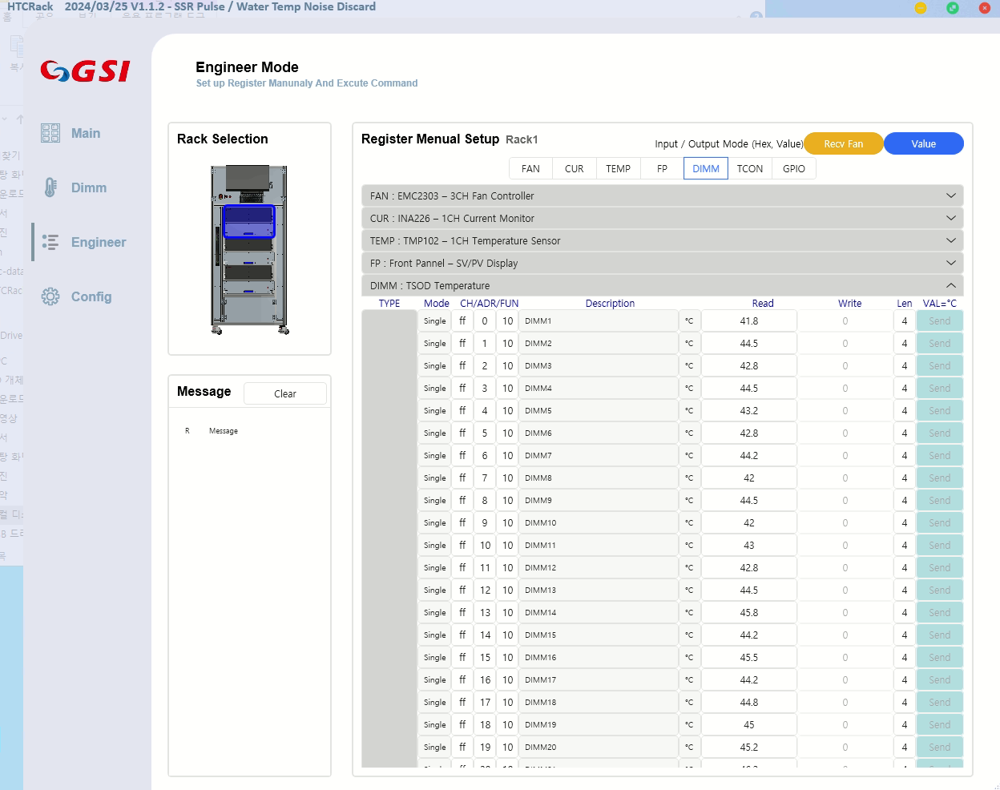 HTCRack 2024/03/25 V1.1.2 - SSR Pulse / Water Temp Noise Discard
GSI
Main
Dimm
Engineer
Config
Engineer Mode
Set up Register Manunaly And Excute Command
Rack Selection
Message Clear
R Message
Register Menual Setup Rack1
Input / Output Mode (Hex, Value) Recv Fan Value
FAN CUR TEMP FP DIMM TCON GPIO
FAN : EMC2303 – 3CH Fan Controller
CUR : INA226 – 1CH Current Monitor
TEMP : TMP102 – 1CH Temperature Sensor
FP : Front Pannel – SV/PV Display
DIMM : TSOD Temperature
TYPE Mode CH/ADR/FUN Description Read Write Len VAL=°C
Single ff 0 10 DIMM1 °C 41.8 0 4 Send
Single ff 1 10 DIMM2 °C 44.5 0 4 Send
Single ff 2 10 DIMM3 °C 42.8 0 4 Send
Single ff 3 10 DIMM4 °C 44.5 0 4 Send
Single ff 4 10 DIMM5 °C 43.2 0 4 Send
Single ff 5 10 DIMM6 °C 42.8 0 4 Send
Single ff 6 10 DIMM7 °C 44.2 0 4 Send
Single ff 7 10 DIMM8 °C 42 0 4 Send
Single ff 8 10 DIMM9 °C 44.5 0 4 Send
Single ff 9 10 DIMM10 °C 42 0 4 Send
Single ff 10 10 DIMM11 °C 43 0 4 Send
Single ff 11 10 DIMM12 °C 42.8 0 4 Send
Single ff 12 10 DIMM13 °C 44.5 0 4 Send
Single ff 13 10 DIMM14 °C 45.8 0 4 Send
Single ff 14 10 DIMM15 °C 44.2 0 4 Send
Single ff 15 10 DIMM16 °C 45.5 0 4 Send
Single ff 16 10 DIMM17 °C 44.2 0 4 Send
Single ff 17 10 DIMM18 °C 44.8 0 4 Send
Single ff 18 10 DIMM19 °C 45 0 4 Send
Single ff 19 10 DIMM20 °C 45.2 0 4 Send